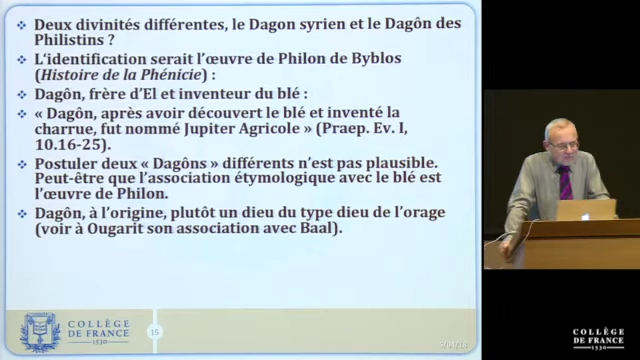 Deux divinités différentes, le Dagon syrien et le Dagôn des
Philistins ?
L'identification serait l'œuvre de Philon de Byblos
(Histoire de la Phénicie) :
Dagôn, frère d'El et inventeur du blé :
« Dagôn, après avoir découvert le blé et inventé la
charrue, fut nommé Jupiter Agricole » (Praep. Ev. I,
10.16-25).
Postuler deux « Dagôns » différents n'est pas plausible.
Peut-être que l'association étymologique avec le blé est
l'œuvre de Philon.
Dagôn, à l'origine, plutôt un dieu du type dieu de l'orage
(voir à Ougarit son association avec Baal).
COLLÈGE
DE FRANCE
1530
15
5/04/18
COLLÈGE
DE FRANCE
1530